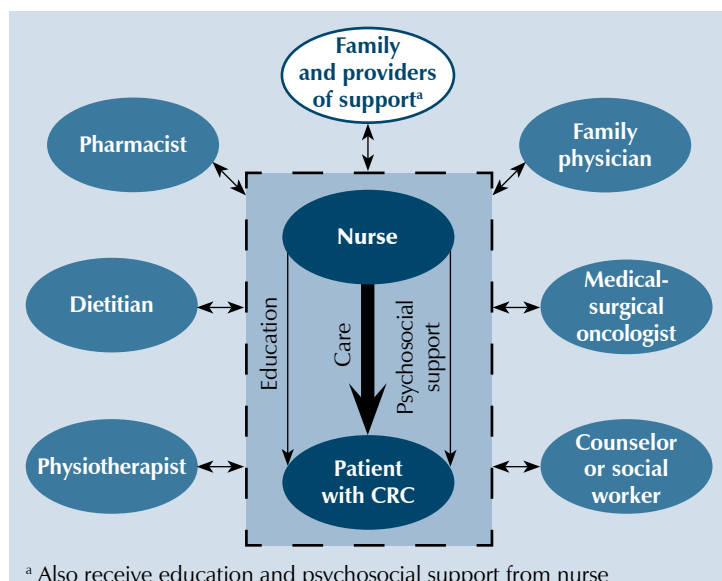 Family
and providers
of supportᵃ
Pharmacist
Family
physician
Nurse
Dietitian
Medical-
surgical
oncologist
Education
Care
Psychosocial
support
Physiotherapist
Patient
with CRC
Counselor
or social
worker
ᵃ Also receive education and psychosocial support from nurse